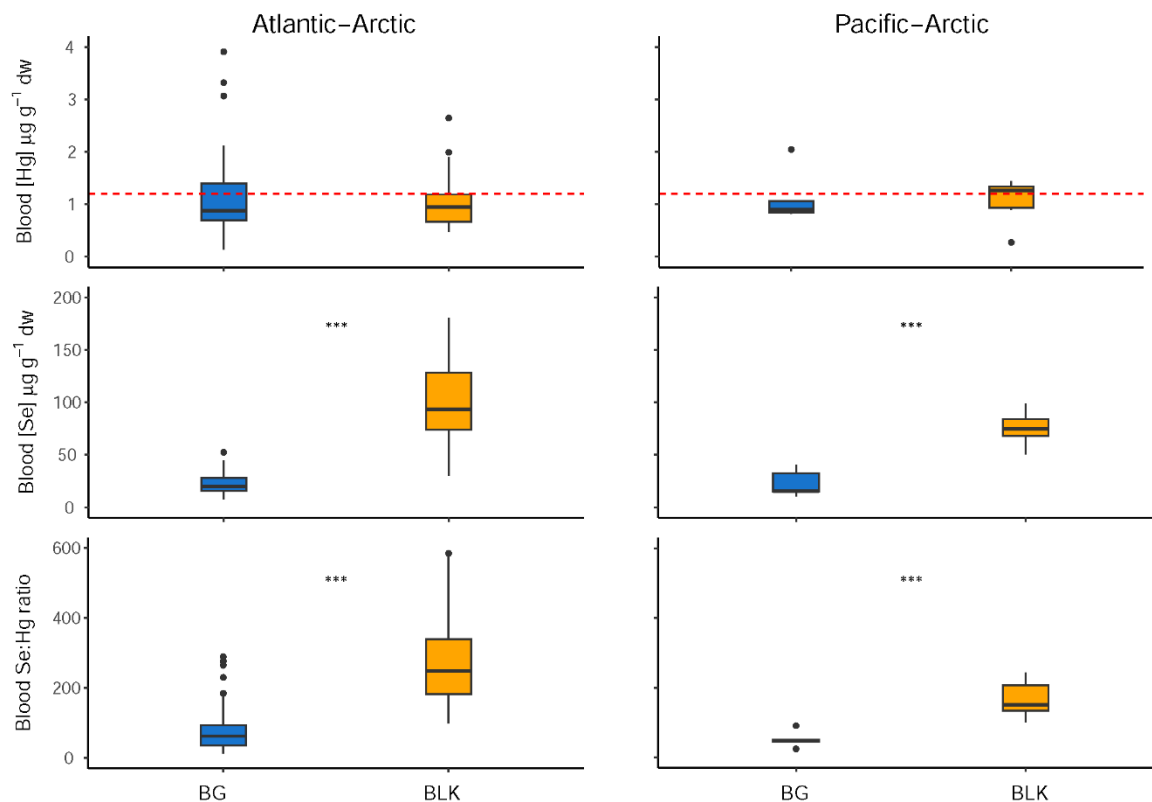 Atlantic−Arctic
Pacific−Arctic
Blood [Hg] µg g⁻¹ dw
4
3
2
1
0
Blood [Se] µg g⁻¹ dw
200
150
100
50
0
***
***
Blood Se:Hg ratio
600
400
200
0
***
***
BG
BLK
BG
BLK